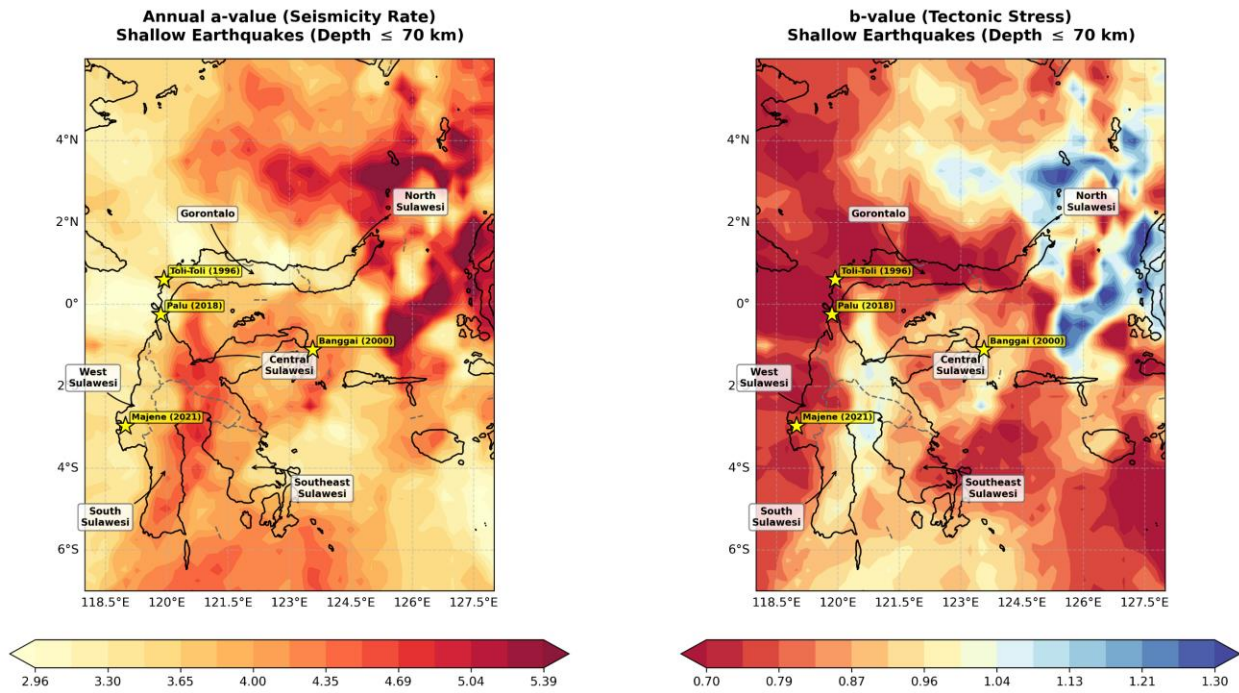 Annual a-value (Seismicity Rate)
Shallow Earthquakes (Depth ≤ 70 km)
4°N
2°N
0°
2°S
4°S
6°S
118.5°E
120°E
121.5°E
123°E
124.5°E
126°E
127.5°E
North
Sulawesi
Gorontalo
Toli-Toli (1996)
Palu (2018)
Banggai (2000)
Central
Sulawesi
West
Sulawesi
Majene (2021)
Southeast
Sulawesi
South
Sulawesi
2.96
3.30
3.65
4.00
4.35
4.69
5.04
5.39
b-value (Tectonic Stress)
Shallow Earthquakes (Depth ≤ 70 km)
4°N
2°N
0°
2°S
4°S
6°S
118.5°E
120°E
121.5°E
123°E
124.5°E
126°E
127.5°E
North
Sulawesi
Gorontalo
Toli-Toli (1996)
Palu (2018)
Banggai (2000)
Central
Sulawesi
West
Sulawesi
Majene (2021)
Southeast
Sulawesi
South
Sulawesi
0.70
0.79
0.87
0.96
1.04
1.13
1.21
1.30